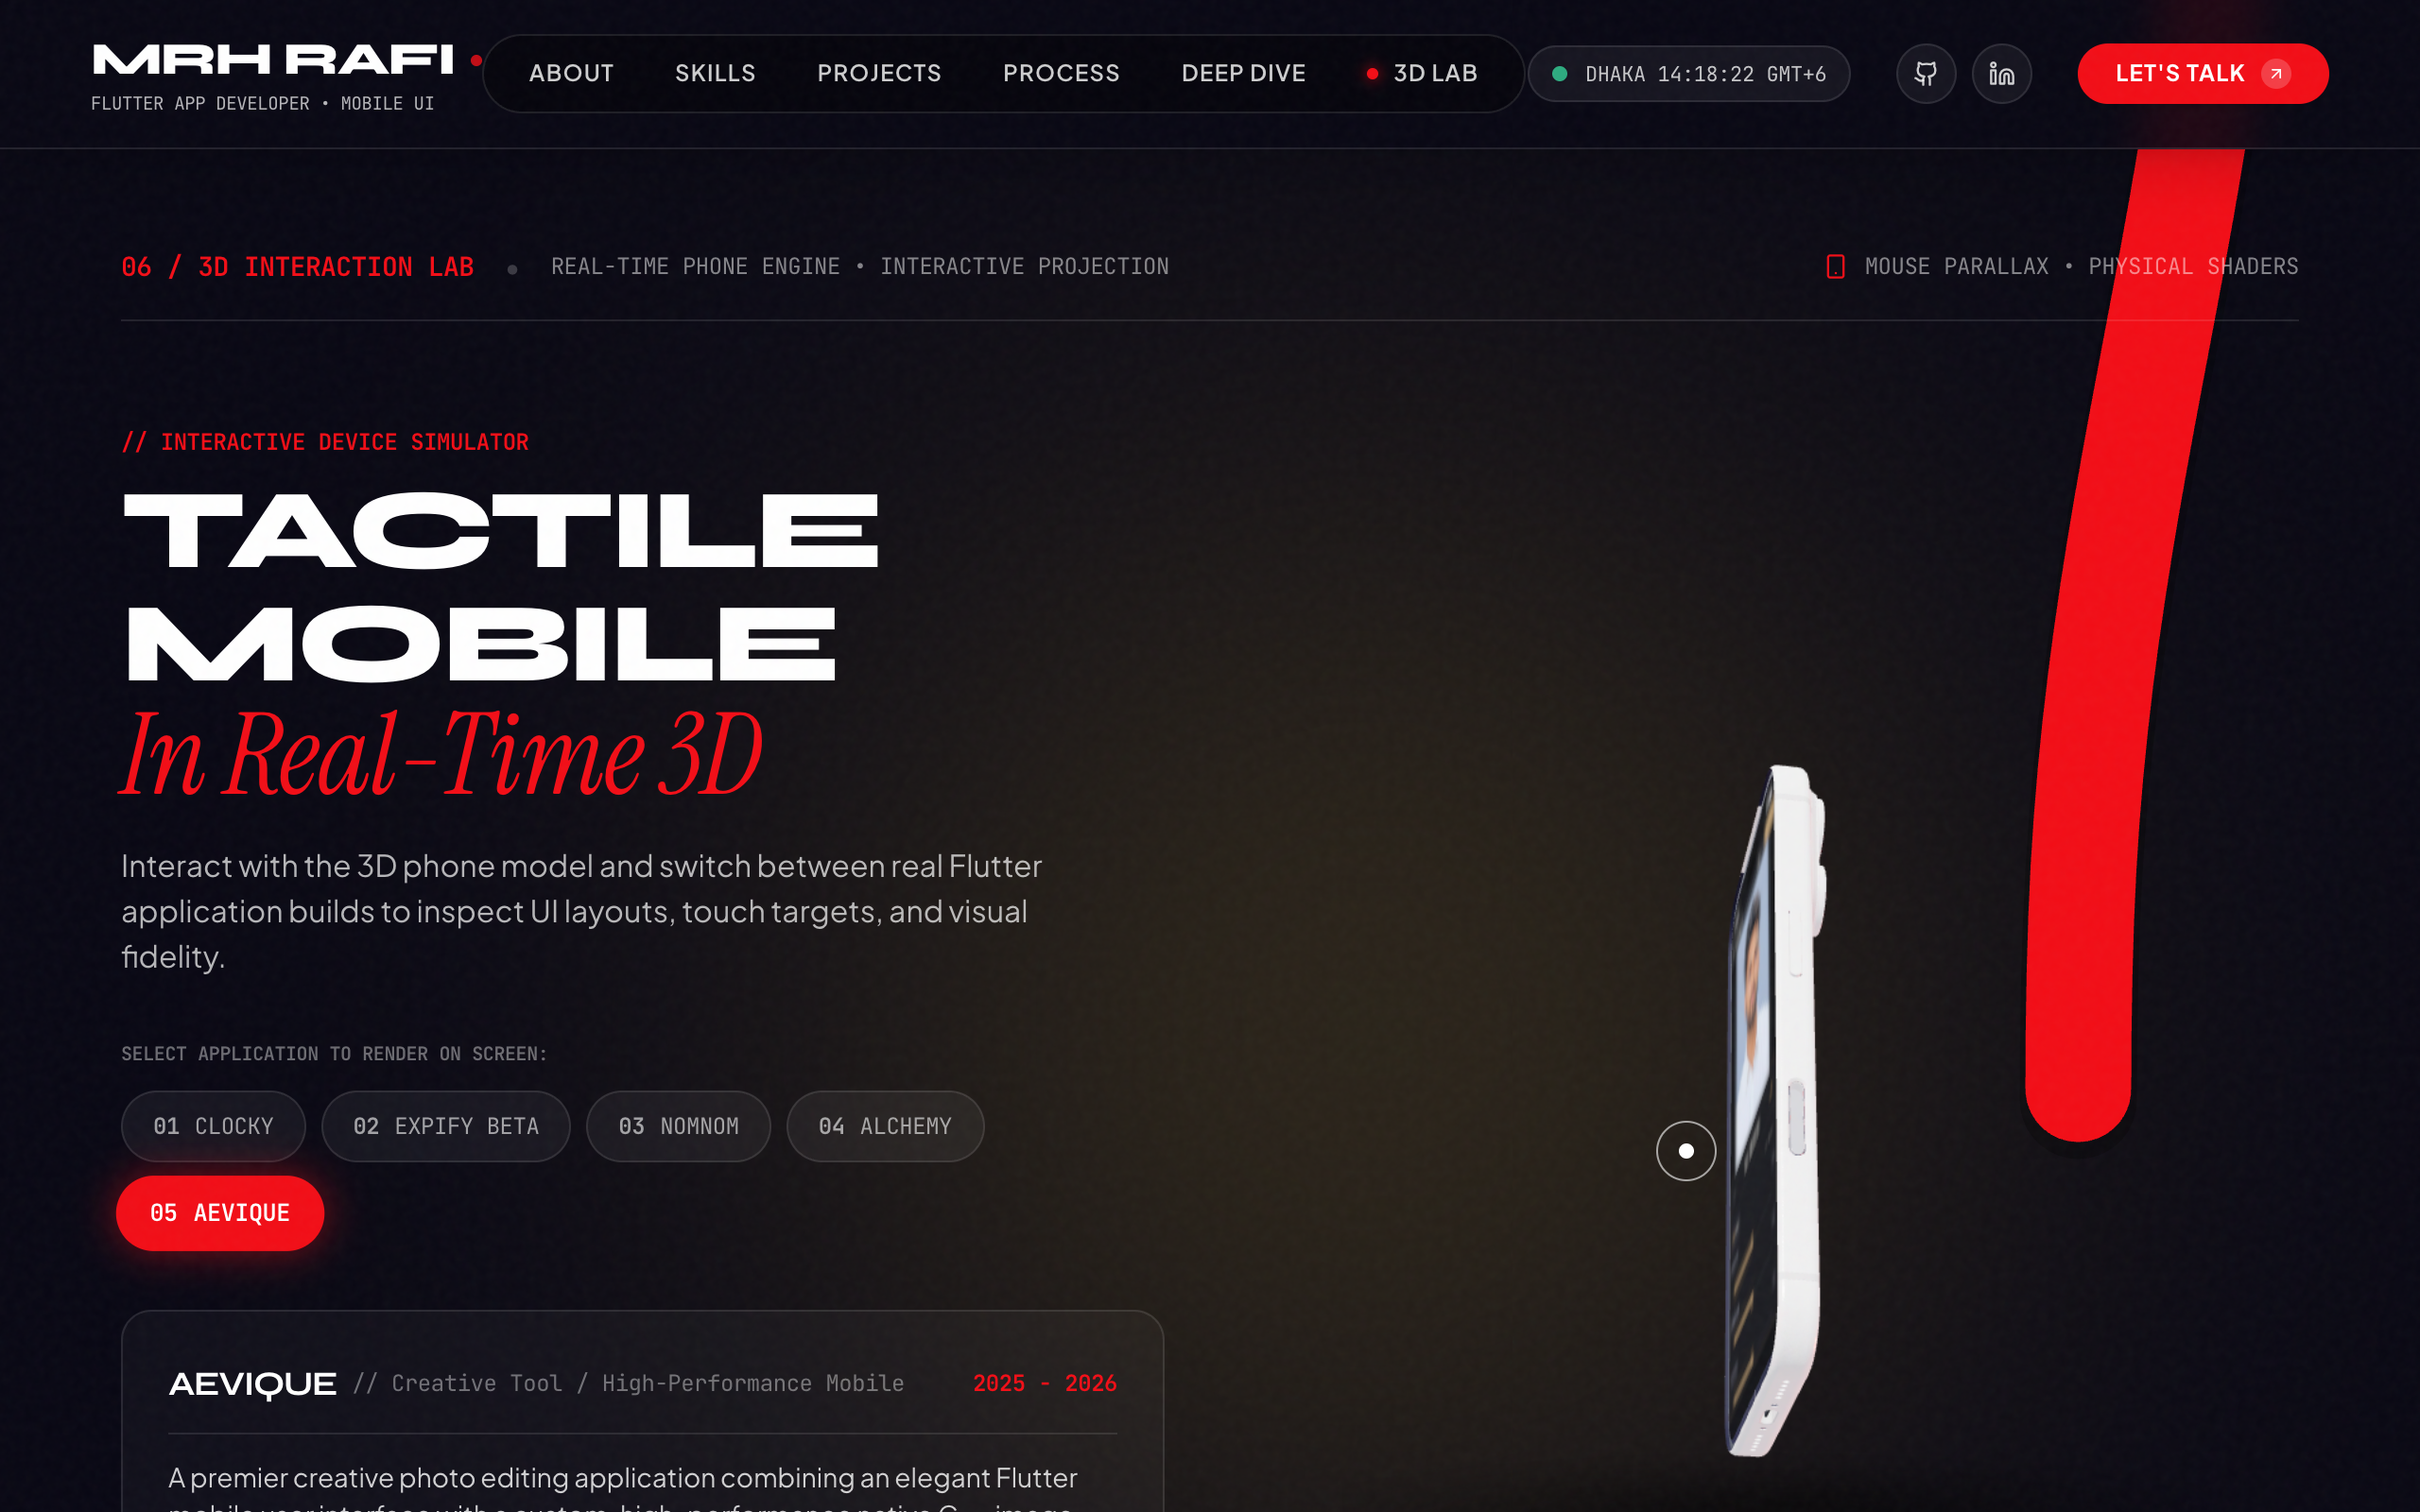 MRH RAFI
FLUTTER APP DEVELOPER • MOBILE UI
ABOUT
SKILLS
PROJECTS
PROCESS
DEEP DIVE
3D LAB
DHAKA 14:18:22 GMT+6
LET'S TALK
06 / 3D INTERACTION LAB
REAL-TIME PHONE ENGINE • INTERACTIVE PROJECTION
MOUSE PARALLAX • PHYSICAL SHADERS
// INTERACTIVE DEVICE SIMULATOR
TACTILE
MOBILE
In Real-Time 3D
Interact with the 3D phone model and switch between real Flutter
application builds to inspect UI layouts, touch targets, and visual
fidelity.
SELECT APPLICATION TO RENDER ON SCREEN:
01 CLOCKY
02 EXPIFY BETA
03 NOMNOM
04 ALCHEMY
05 AEVIQUE
AEVIQUE // Creative Tool / High-Performance Mobile
2025 - 2026
A premier creative photo editing application combining an elegant Flutter